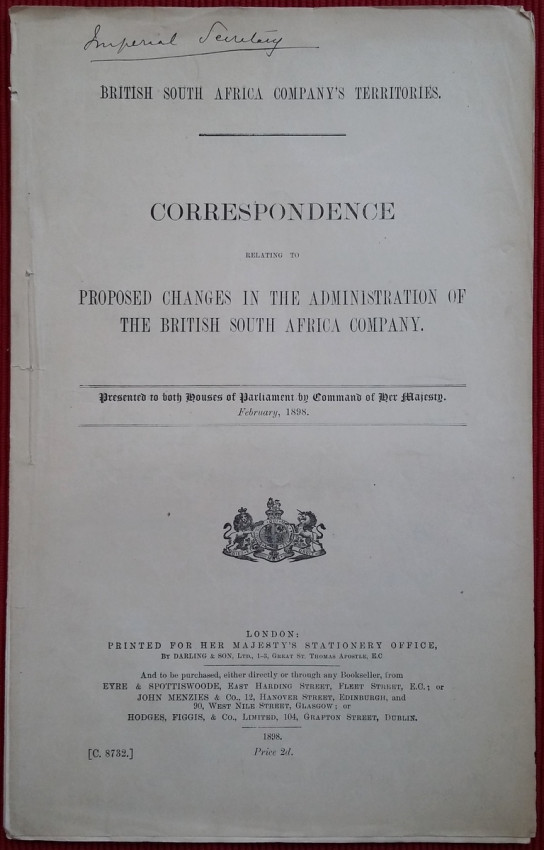 Imperial Secretary
BRITISH SOUTH AFRICA COMPANY'S TERRITORIES.
CORRESPONDENCE
RELATING TO
PROPOSED CHANGES IN THE ADMINISTRATION OF
THE BRITISH SOUTH AFRICA COMPANY.
Presented to both Houses of Parliament by Command of Her Majesty.
February, 1898.
LONDON:
PRINTED FOR HER MAJESTY'S STATIONERY OFFICE,
BY DARLING & SON, LTD., 1-3, GREAT ST. THOMAS APOSTLE, E.C.
And to be purchased, either directly or through any Bookseller, from
EYRE & SPOTTISWOODE, EAST HARDING STREET, FLEET STREET, E.C.; or
JOHN MENZIES & Co., 12, HANOVER STREET, EDINBURGH, and
90, WEST NILE STREET, GLASGOW; or
HODGES, FIGGIS, & Co., LIMITED, 104, GRAFTON STREET, DUBLIN.
1898.
[C. 8732.] Price 2d.